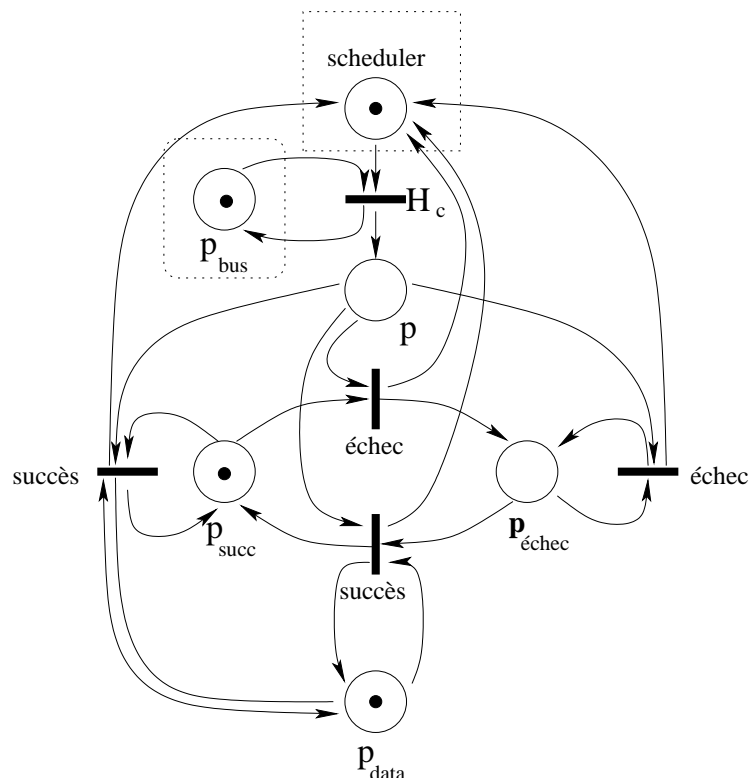 scheduler
H c
p bus
p
échec
succès
échec
p succ
p échec
succès
p data